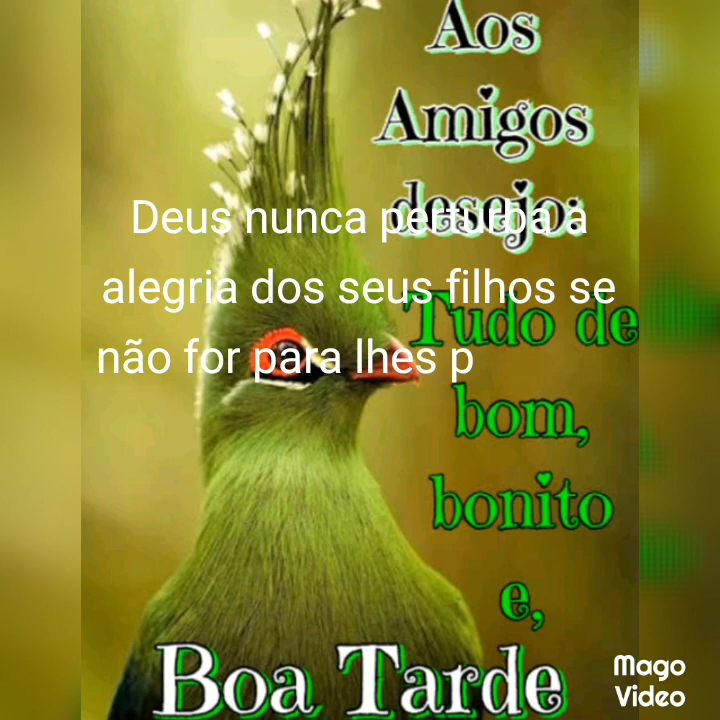 Aos
Amigos
desejo:
Deus nunca perturba a
alegria dos seus filhos se
não for para lhes p
Tudo de
bom,
bonito
e,
Boa Tarde
Mago
Video